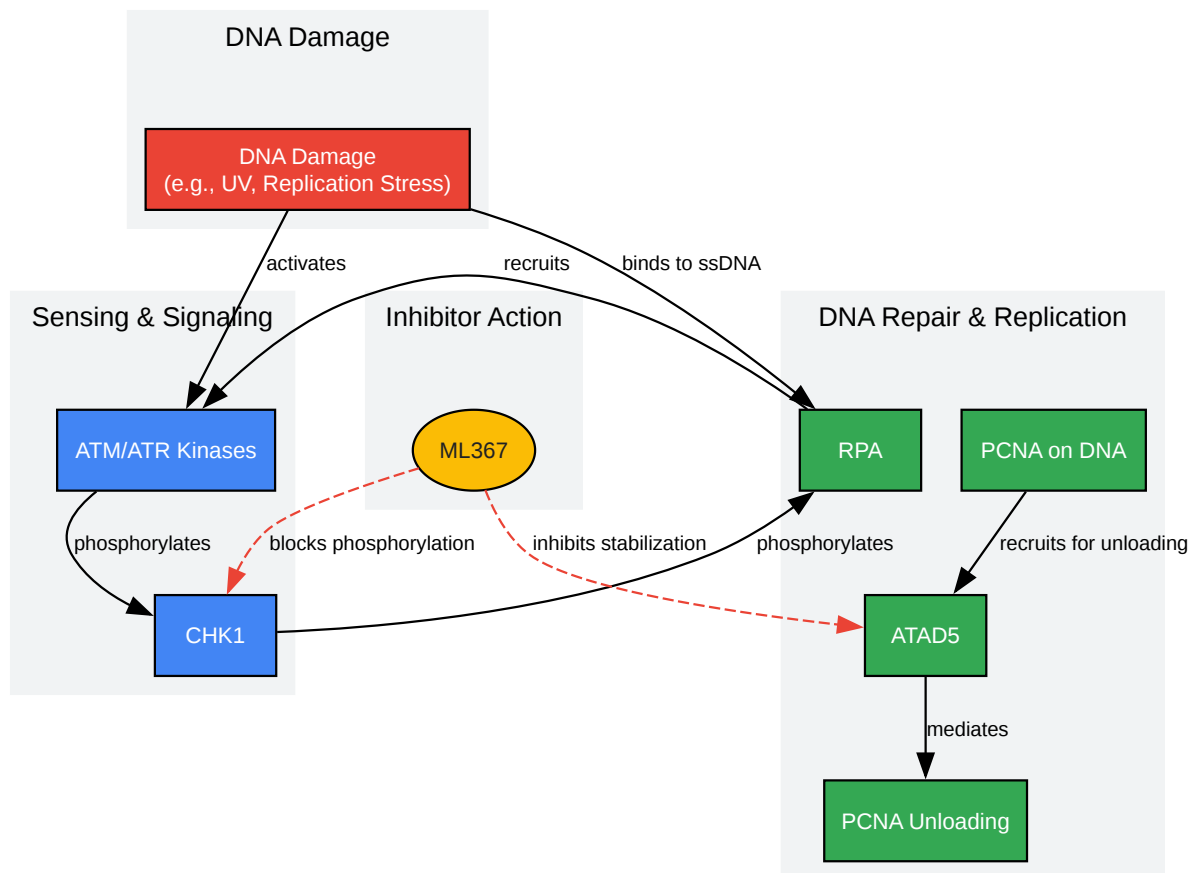 DNA Damage
DNA Damage
(e.g., UV, Replication Stress)
activates
recruits
binds to ssDNA
Sensing & Signaling
Inhibitor Action
DNA Repair & Replication
ATM/ATR Kinases
ML367
RPA
PCNA on DNA
phosphorylates
blocks phosphorylation
inhibits stabilization
phosphorylates
recruits for unloading
CHK1
ATAD5
mediates
PCNA Unloading